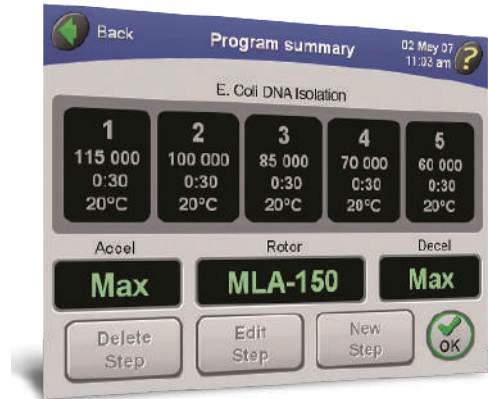 Back
Program summary
02 May 07
11:03 am
?
E. Coli DNA Isolation
1
115 000
0:30
20°C
2
100 000
0:30
20°C
3
85 000
0:30
20°C
4
70 000
0:30
20°C
5
60 000
0:30
20°C
Accel
Rotor
Decel
Max
MLA-150
Max
Delete
Step
Edit
Step
New
Step
OK